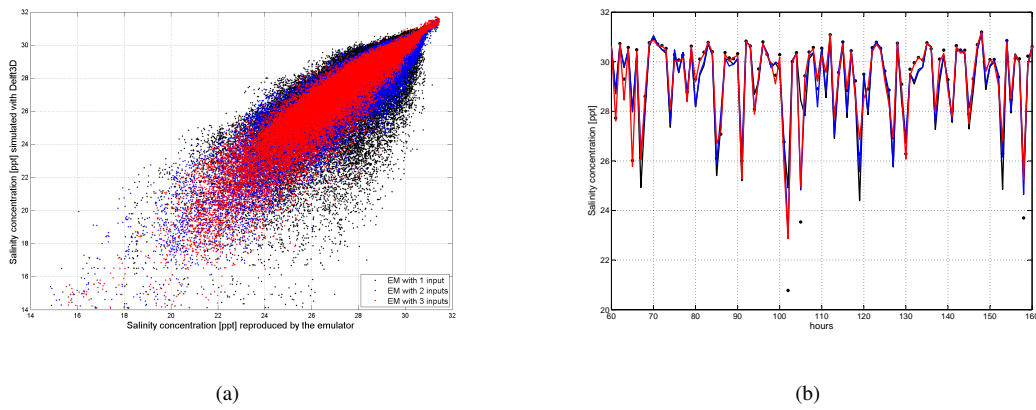 Salinity concentration [ppt] simulated with Delft3D
32
30
28
26
24
22
20
18
16
14
14 16 18 20 22 24 26 28 30 32
EM with 1 input
EM with 2 inputs
EM with 3 inputs
Salinity concentration [ppt] reproduced by the emulator
(a)
Salinity concentration [ppt]
32
30
28
26
24
22
20
60 70 80 90 100 110 120 130 140 150 160
hours
(b)